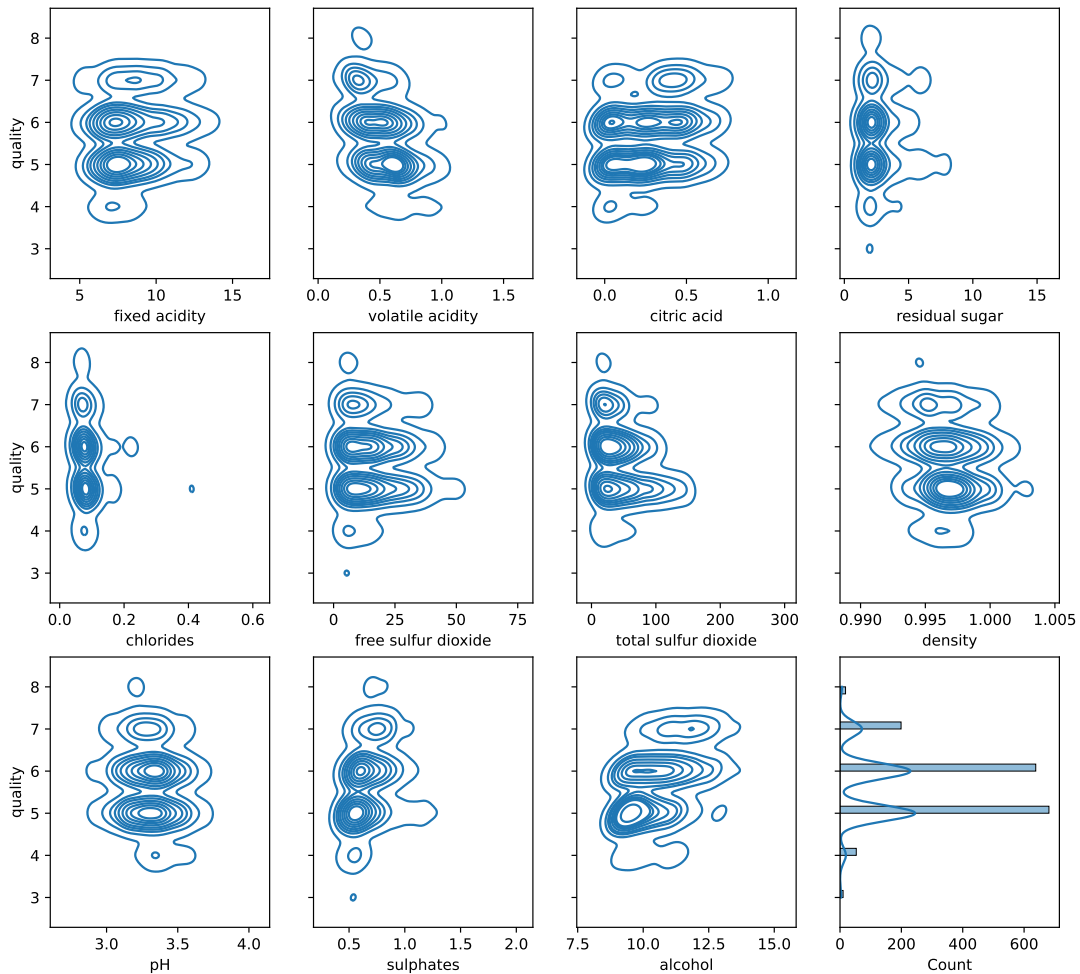 8
7
6
5
4
3
quality
5 10 15
fixed acidity
0.0 0.5 1.0 1.5
volatile acidity
0.0 0.5 1.0
citric acid
0 5 10 15
residual sugar
8
7
6
5
4
3
quality
0.0 0.2 0.4 0.6
chlorides
0 25 50 75
free sulfur dioxide
0 100 200 300
total sulfur dioxide
0.990 0.995 1.000 1.005
density
8
7
6
5
4
3
quality
3.0 3.5 4.0
pH
0.5 1.0 1.5 2.0
sulphates
7.5 10.0 12.5 15.0
alcohol
0 200 400 600
Count